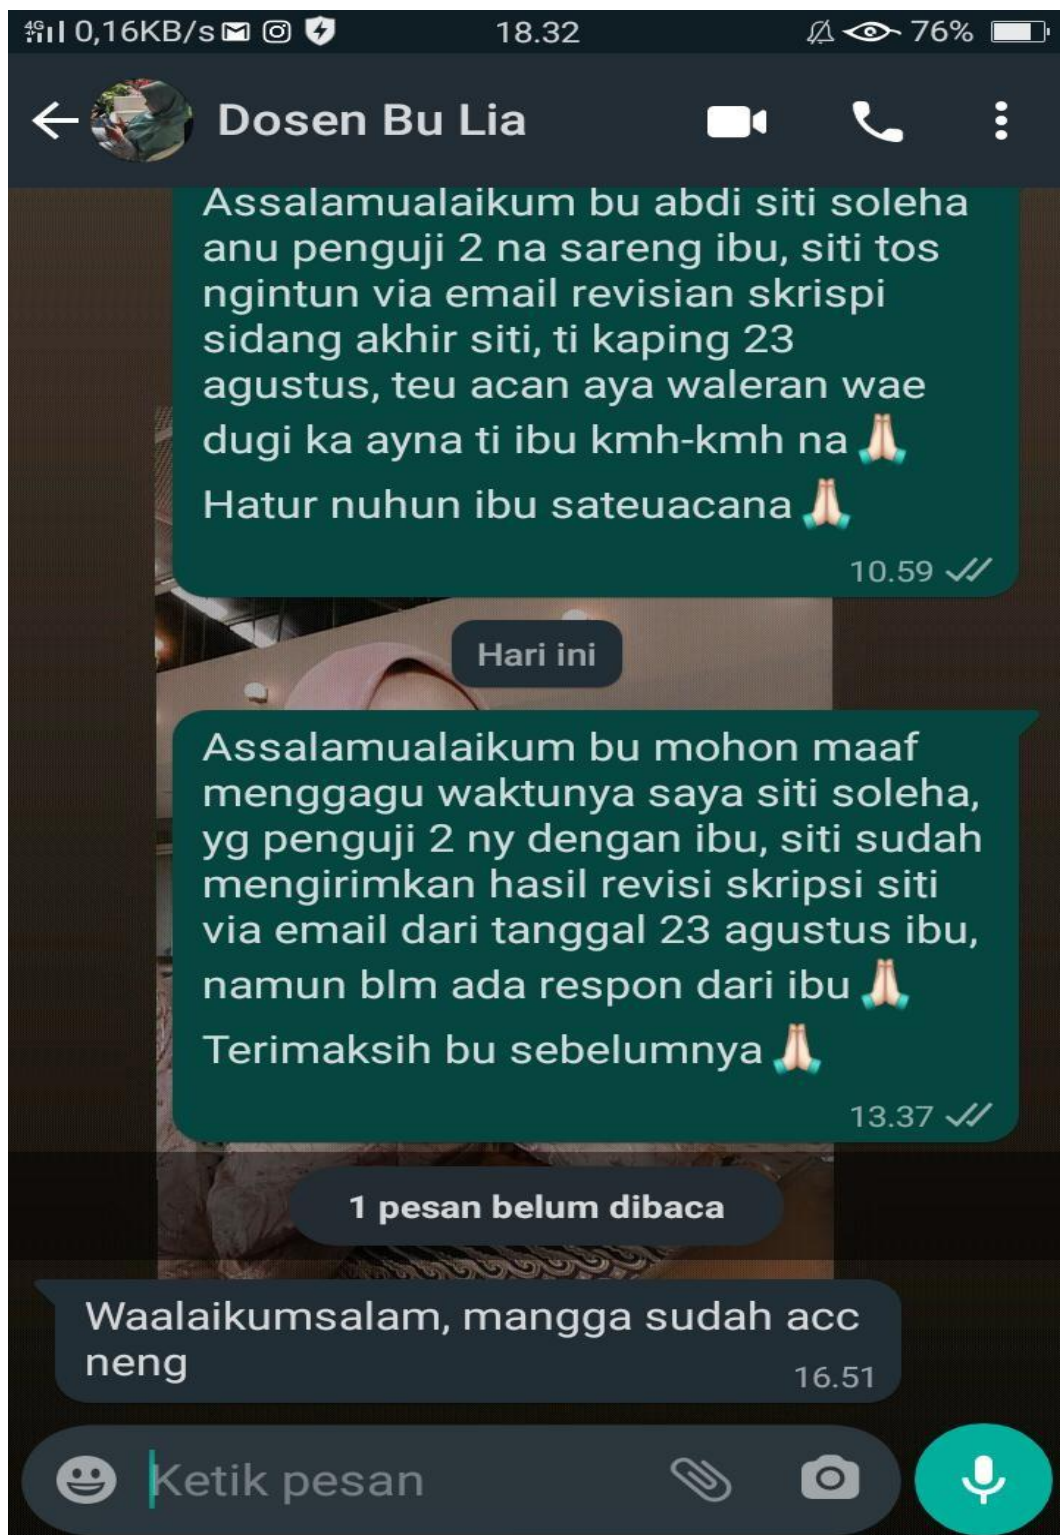 4G 0,16KB/s 18.32 76%
Dosen Bu Lia
Assalamualaikum bu abdi siti soleha
anu penguji 2 na sareng ibu, siti tos
ngintun via email revisian skrispi
sidang akhir siti, ti kaping 23
agustus, teu acan aya waleran wae
dugi ka ayna ti ibu kmh-kmh na🙏🏻
Hatur nuhun ibu sateuacana🙏🏻
10.59
Hari ini
Assalamualaikum bu mohon maaf
menggagu waktunya saya siti soleha,
yg penguji 2 ny dengan ibu, siti sudah
mengirimkan hasil revisi skripsi siti
via email dari tanggal 23 agustus ibu,
namun blm ada respon dari ibu🙏🏻
Terimaksih bu sebelumnya🙏🏻
13.37
1 pesan belum dibaca
Waalaikumsalam, mangga sudah acc
neng
16.51
Ketik pesan